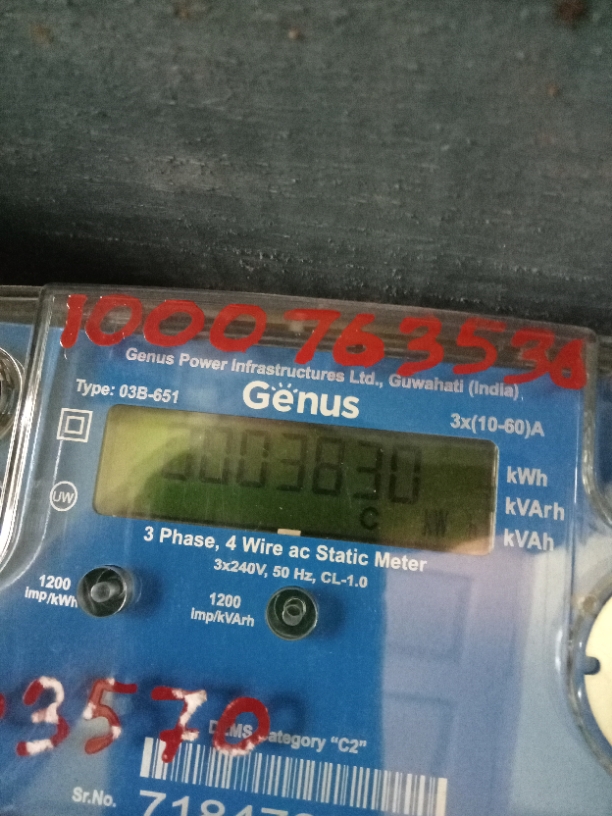 1000763536
Genus Power Infrastructures Ltd., Guwahati (India)
Type: 03B-651
Genus
3x(10-60)A
kWh
kVArh
kVAh
UW
C
3 Phase, 4 Wire ac Static Meter
3x240V, 50 Hz, CL-1.0
1200
imp/kWh
1200
imp/kVArh
3570
Category "C2"
Sr.No.